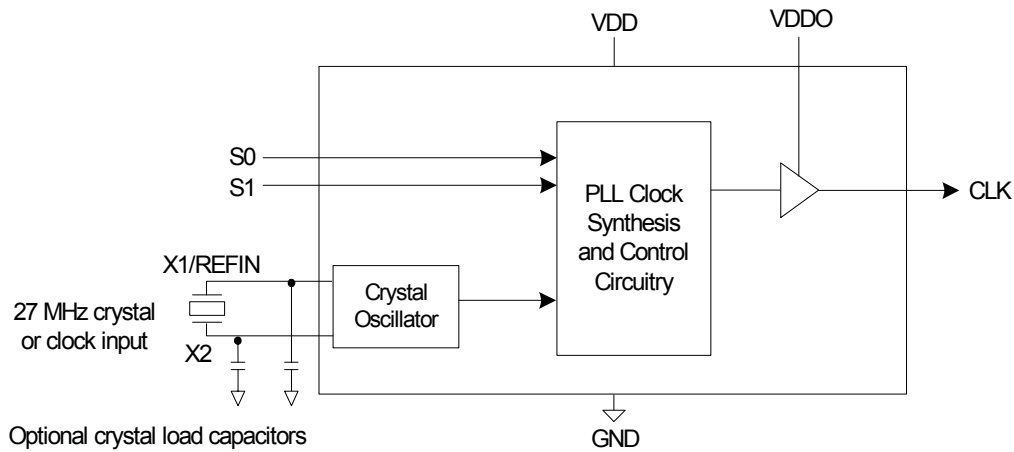 VDD
VDDO
S0
S1
PLL Clock
Synthesis
and Control
Circuitry
CLK
X1/REFIN
Crystal
Oscillator
27 MHz crystal
or clock input
X2
Optional crystal load capacitors
GND